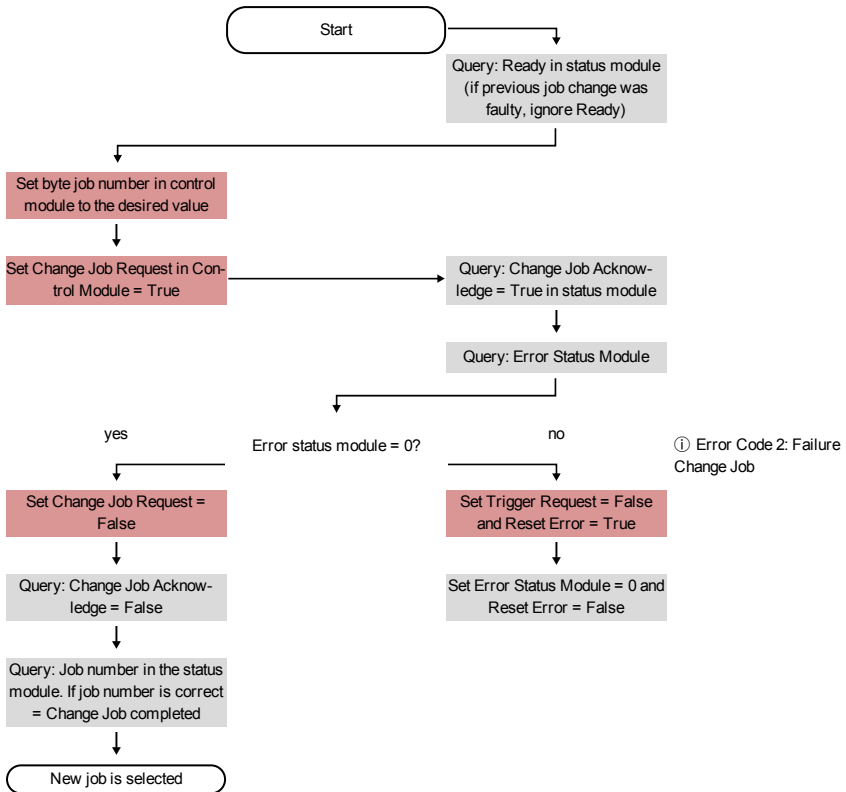 Start
Query: Ready in status module
(if previous job change was
faulty, ignore Ready)
Set byte job number in control
module to the desired value
Set Change Job Request in Con-
trol Module = True
Query: Change Job Acknow-
ledge = True in status module
Query: Error Status Module
yes
Error status module = 0?
no
ⓘ Error Code 2: Failure
Change Job
Set Change Job Request =
False
Set Trigger Request = False
and Reset Error = True
Query: Change Job Acknow-
ledge = False
Set Error Status Module = 0 and
Reset Error = False
Query: Job number in the status
module. If job number is correct
= Change Job completed
New job is selected